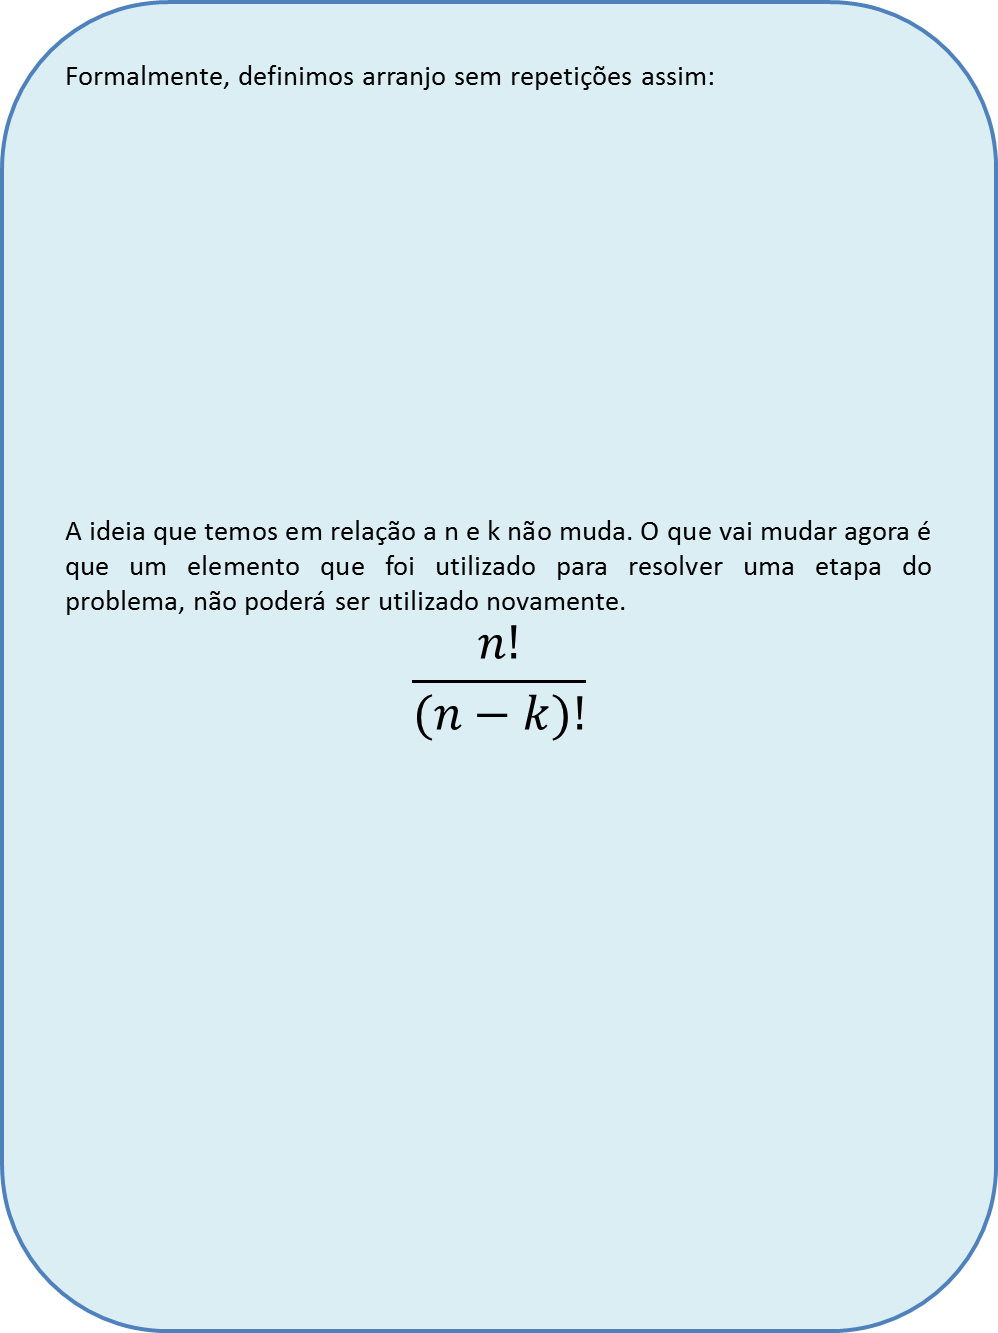 Formalmente, definimos arranjo sem repetições assim:
A ideia que temos em relação a n e k não muda. O que vai mudar agora é
que um elemento que foi utilizado para resolver uma etapa do
problema, não poderá ser utilizado novamente.
n!
(n − k)!